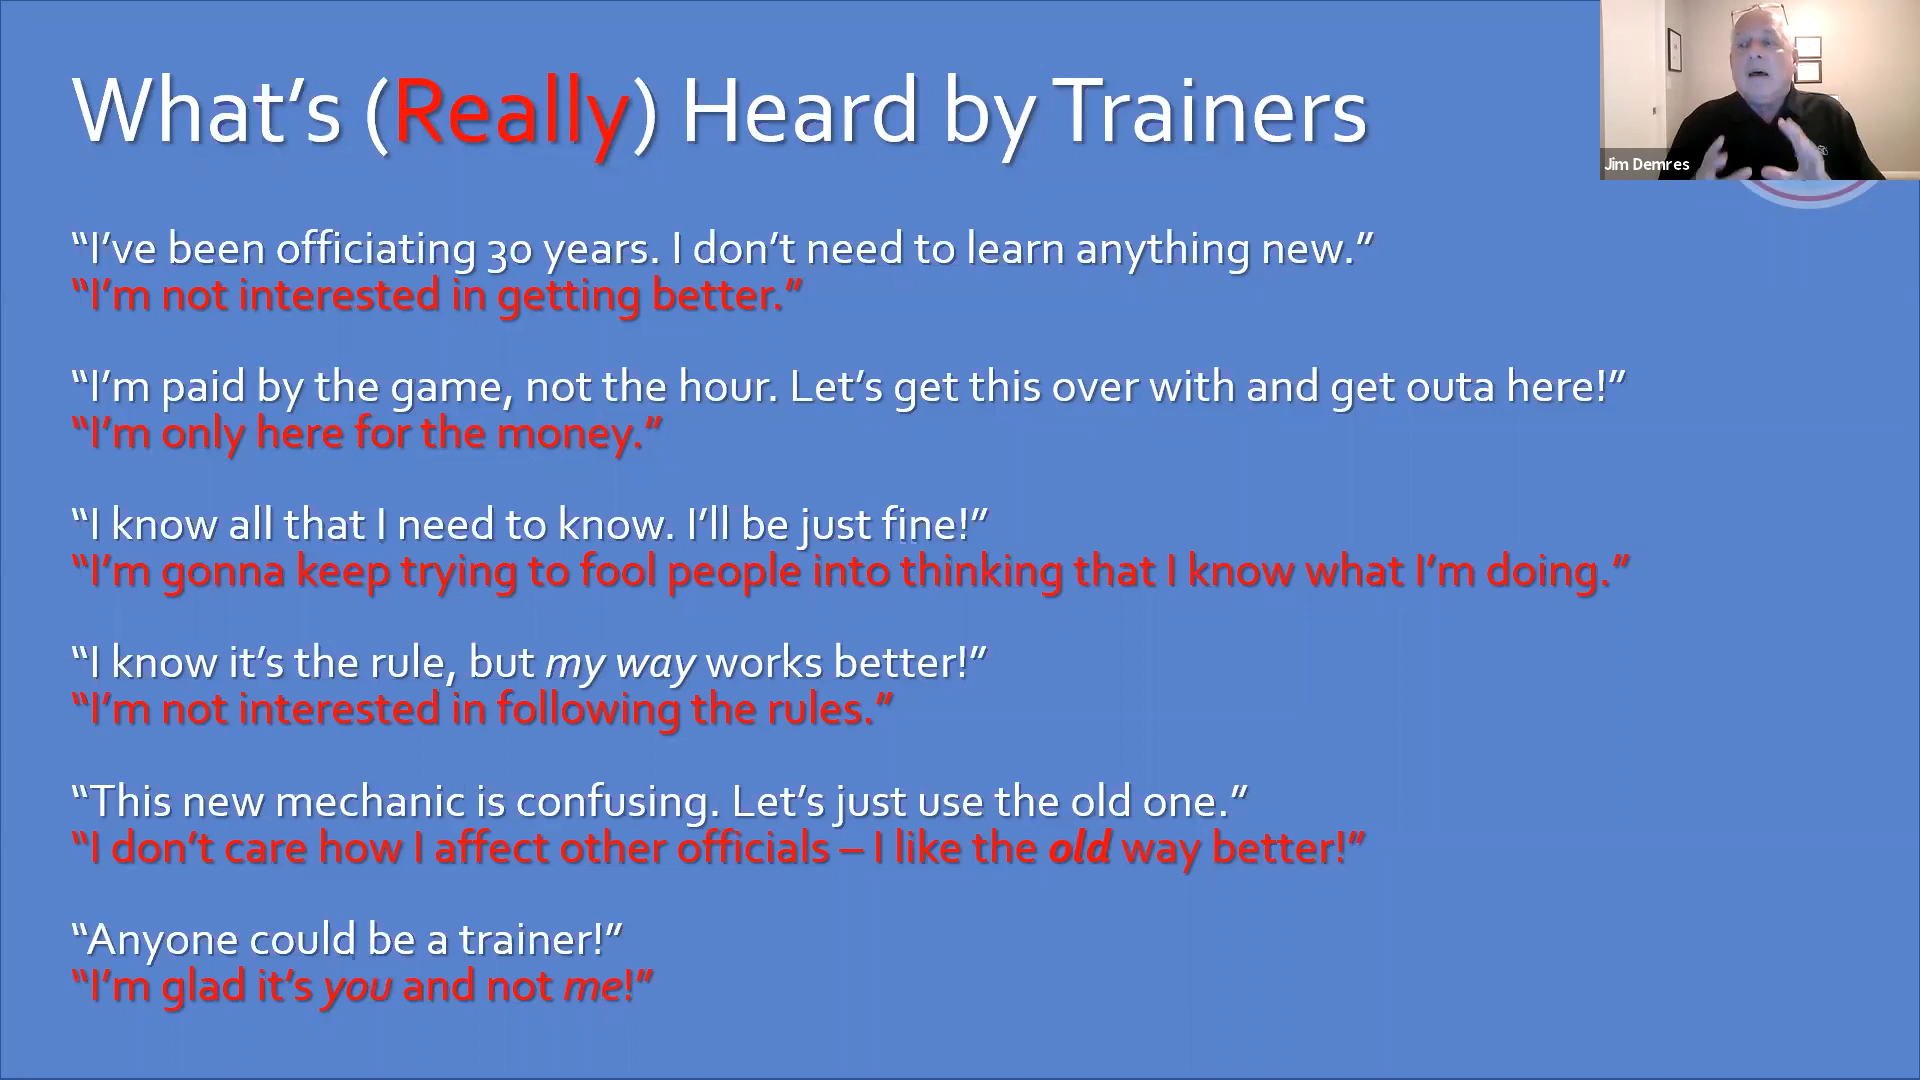 What’s (Really) Heard by Trainers
Jim Demres
“I’ve been officiating 30 years. I don’t need to learn anything new.”
“I’m not interested in getting better.”
“I’m paid by the game, not the hour. Let’s get this over with and get outa here!”
“I’m only here for the money.”
“I know all that I need to know. I’ll be just fine!”
“I’m gonna keep trying to fool people into thinking that I know what I’m doing.”
“I know it’s the rule, but my way works better!”
“I’m not interested in following the rules.”
“This new mechanic is confusing. Let’s just use the old one.”
“I don’t care how I affect other officials – I like the old way better!”
“Anyone could be a trainer!”
“I’m glad it’s you and not me!”